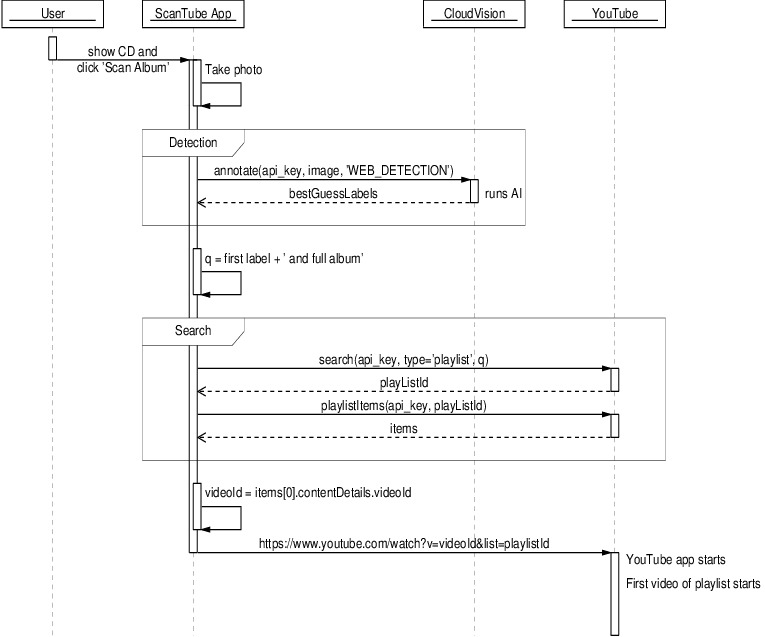 User
ScanTube App
CloudVision
YouTube
show CD and
click 'Scan Album'
Take photo
Detection
annotate(api_key, image, 'WEB_DETECTION')
bestGuessLabels
runs AI
q = first label + ' and full album'
Search
search(api_key, type='playlist', q)
playListId
playlistItems(api_key, playListId)
items
videoId = items[0].contentDetails.videoId
https://www.youtube.com/watch?v=videoId&list=playlistId
YouTube app starts
First video of playlist starts